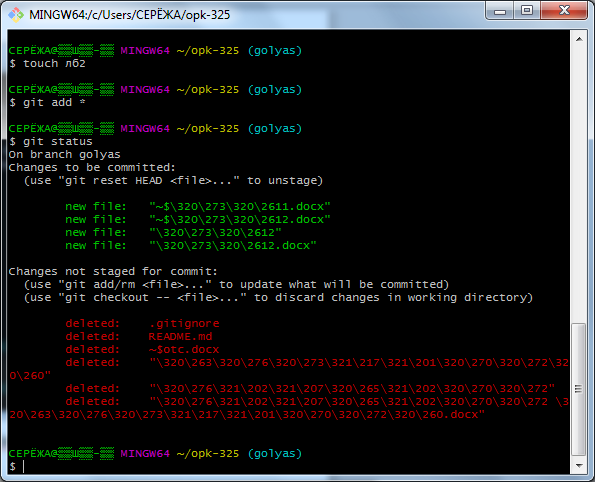 MINGW64:/c/Users/СЕРЁЖА/opk-325
СЕРЁЖА@▒▒Ш▒▒-▒▒ MINGW64 ~/opk-325 (golyas)
$ touch лб2
СЕРЁЖА@▒▒Ш▒▒-▒▒ MINGW64 ~/opk-325 (golyas)
$ git add *
СЕРЁЖА@▒▒Ш▒▒-▒▒ MINGW64 ~/opk-325 (golyas)
$ git status
On branch golyas
Changes to be committed:
(use "git reset HEAD <file>..." to unstage)
new file: "~$\320\273\320\2611.docx"
new file: "~$\320\273\320\2612.docx"
new file: "\320\273\320\2612"
new file: "\320\273\320\2612.docx"
Changes not staged for commit:
(use "git add/rm <file>..." to update what will be committed)
(use "git checkout -- <file>..." to discard changes in working directory)
deleted: .gitignore
deleted: README.md
deleted: ~$otc.docx
deleted: "\320\263\320\276\320\273\321\217\321\201\320\270\320\272\32
0\260"
deleted: "\320\276\321\202\321\207\320\265\321\202\320\270\320\272"
deleted: "\320\276\321\202\321\207\320\265\321\202\320\270\320\272 \3
20\263\320\276\320\273\321\217\321\201\320\270\320\272\320\260.docx"
СЕРЁЖА@▒▒Ш▒▒-▒▒ MINGW64 ~/opk-325 (golyas)
$